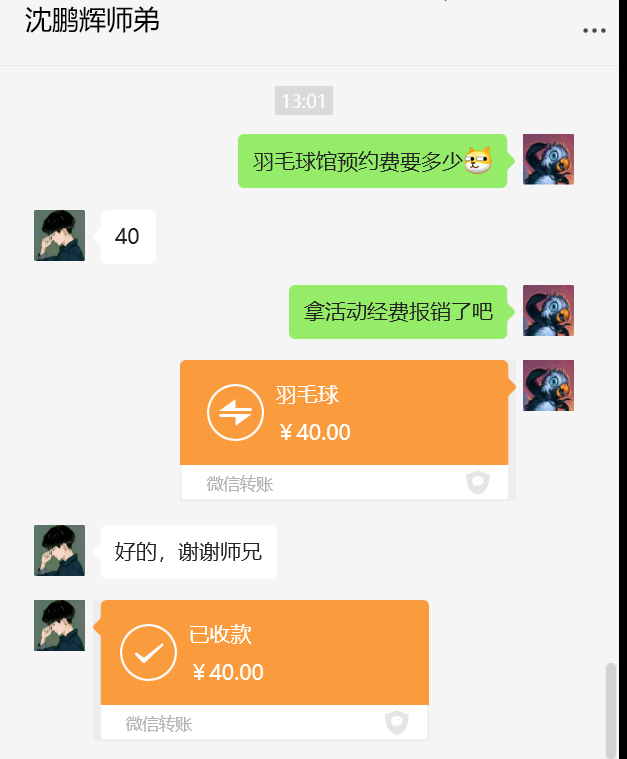 沈鹏辉师弟
13:01
羽毛球馆预约费要多少
40
拿活动经费报销了吧
羽毛球
￥40.00
微信转账
好的，谢谢师兄
已收款
￥40.00
微信转账